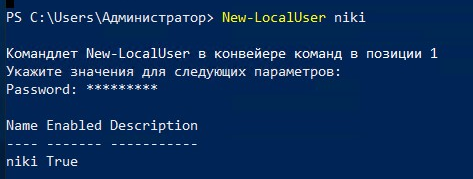 PS C:\Users\Администратор> New-LocalUser niki
Командлет New-LocalUser в конвейере команд в позиции 1
Укажите значения для следующих параметров:
Password: *********
Name Enabled Description
---- ------- -----------
niki True